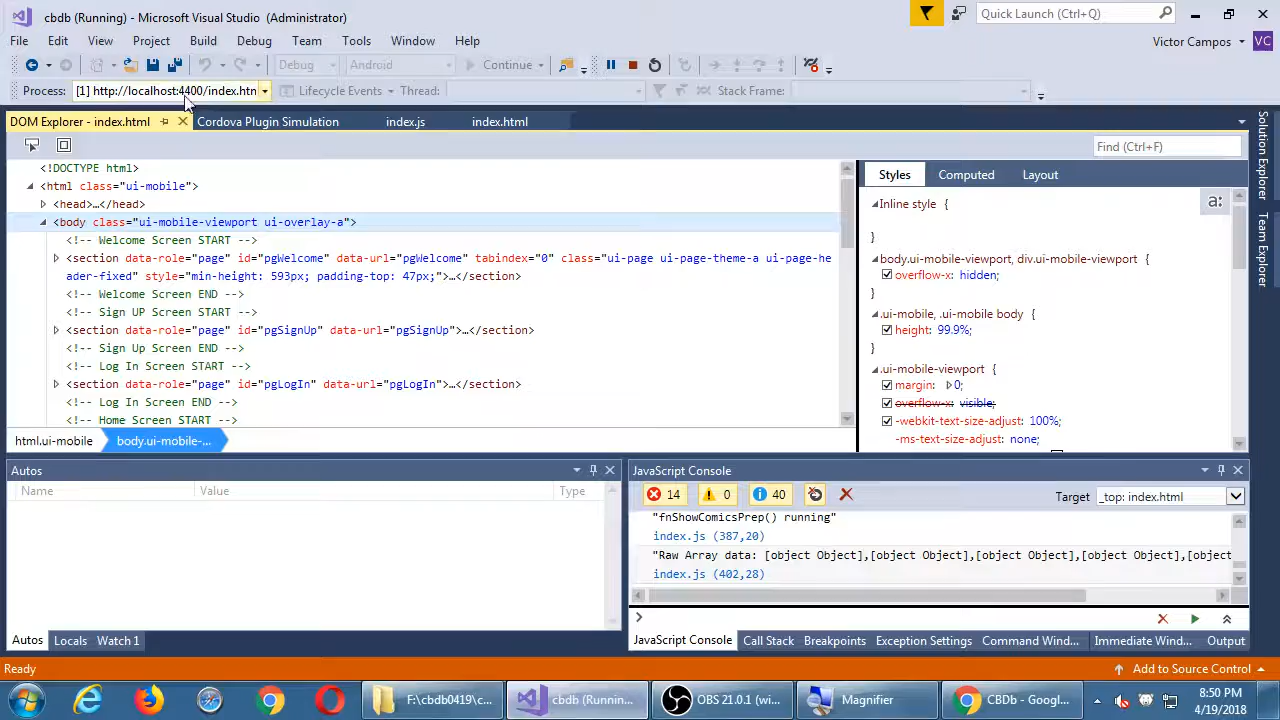 cbdb (Running) - Microsoft Visual Studio (Administrator)
Quick Launch (Ctrl+Q)
File Edit View Project Build Debug Team Tools Window Help
Victor Campos VC
Debug Android Continue
Process: [1] http://localhost:4400/index.htn Lifecycle Events Thread: Stack Frame:
DOM Explorer - index.html Cordova Plugin Simulation index.js index.html
Find (Ctrl+F)
<!DOCTYPE html>
<html class="ui-mobile">
<head>…</head>
<body class="ui-mobile-viewport ui-overlay-a">
<!-- Welcome Screen START -->
<section data-role="page" id="pgWelcome" data-url="pgWelcome" tabindex="0" class="ui-page ui-page-theme-a ui-page-he
ader-fixed" style="min-height: 593px; padding-top: 47px;">…</section>
<!-- Welcome Screen END -->
<!-- Sign UP Screen START -->
<section data-role="page" id="pgSignUp" data-url="pgSignUp">…</section>
<!-- Sign Up Screen END -->
<!-- Log In Screen START -->
<section data-role="page" id="pgLogIn" data-url="pgLogIn">…</section>
<!-- Log In Screen END -->
<!-- Home Screen START -->
html.ui-mobile body.ui-mobile-...
Styles Computed Layout
Inline style {
a:
}
body.ui-mobile-viewport, div.ui-mobile-viewport {
overflow-x: hidden;
}
.ui-mobile, .ui-mobile body {
height: 99.9%;
}
.ui-mobile-viewport {
margin: 0;
overflow-x: visible;
-webkit-text-size-adjust: 100%;
-ms-text-size-adjust: none;
Solution Explorer
Team Explorer
Autos
Name Value Type
Autos Locals Watch 1
JavaScript Console
14 0 40 Target _top: index.html
"fnShowComicsPrep() running"
index.js (387,20)
"Raw Array data: [object Object],[object Object],[object Object],[object Object],[object
index.js (402,28)
JavaScript Console Call Stack Breakpoints Exception Settings Command Wind... Immediate Wind... Output
Ready Add to Source Control
F:\cbdb0419\c... cbdb (Runnin... OBS 21.0.1 (wi... Magnifier CBDb - Googl... 8:50 PM
4/19/2018